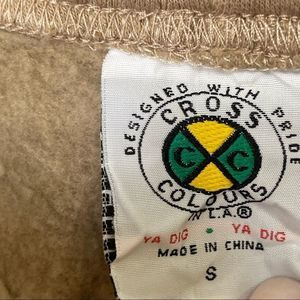 DESIGNED WITH PRIDE
CROSS
C C
COLOURS
IN L.A.®
YA DIG • YA DIG
MADE IN CHINA
S